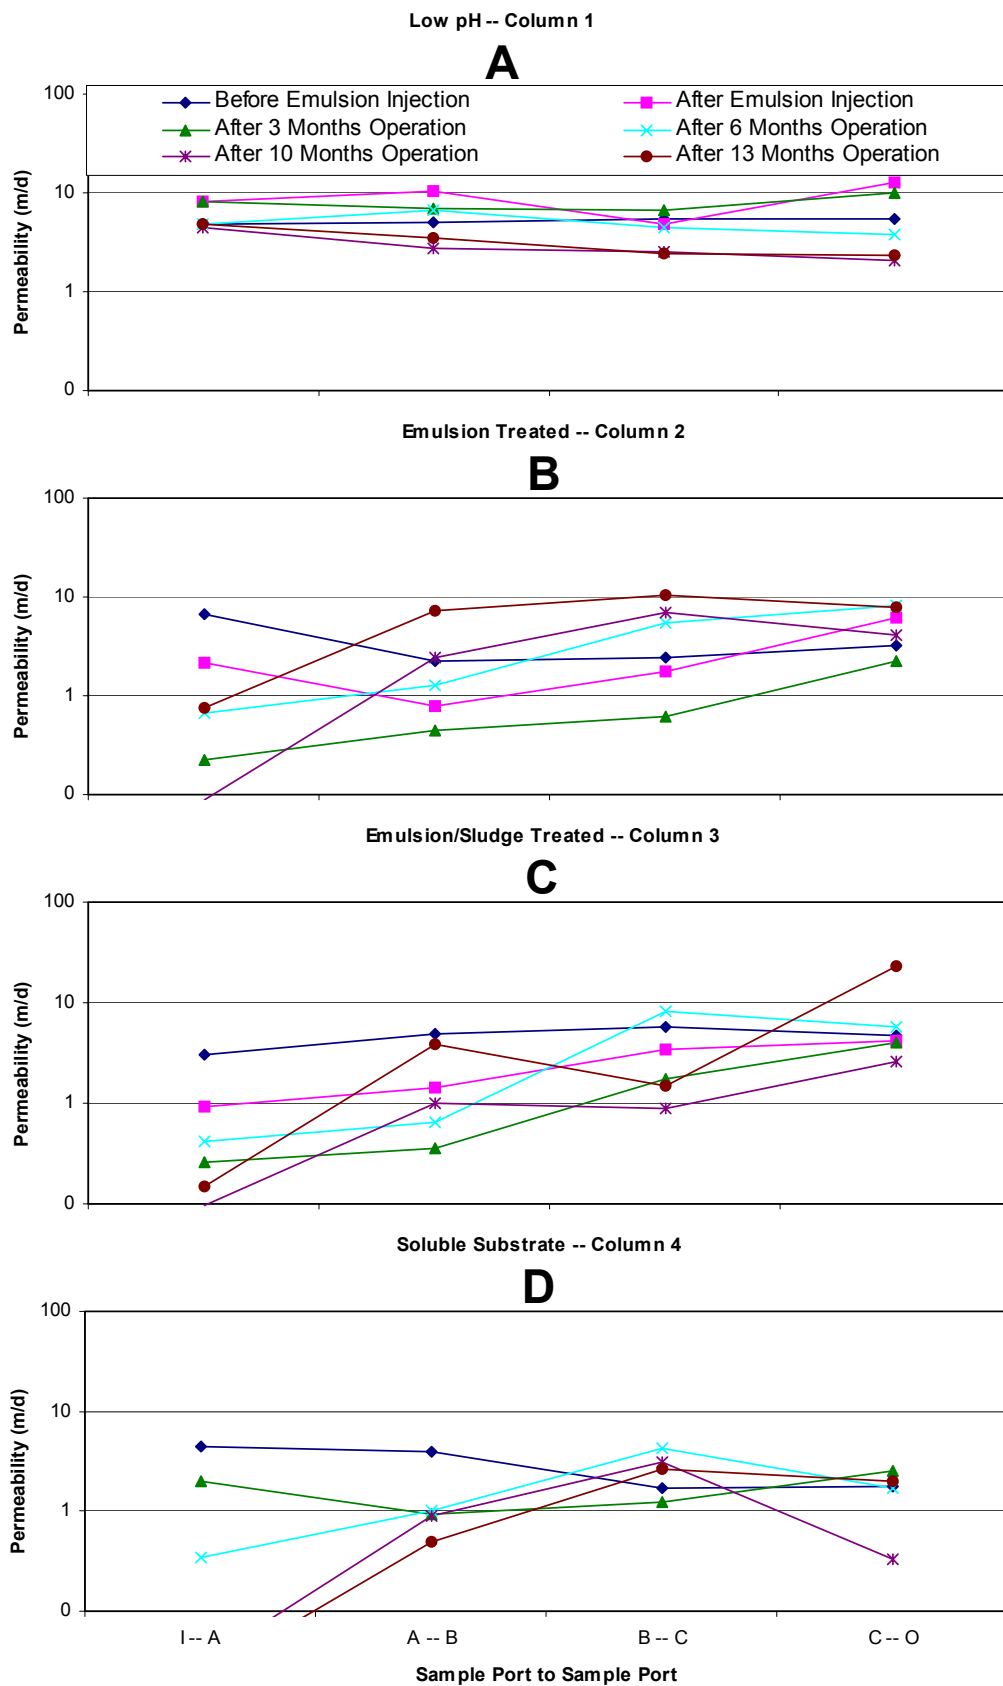 Low pH -- Column 1
A
Before Emulsion Injection
After Emulsion Injection
After 3 Months Operation
After 6 Months Operation
After 10 Months Operation
After 13 Months Operation
Permeability (m/d)
100
10
1
0
Emulsion Treated -- Column 2
B
Permeability (m/d)
100
10
1
0
Emulsion/Sludge Treated -- Column 3
C
Permeability (m/d)
100
10
1
0
Soluble Substrate -- Column 4
D
Permeability (m/d)
100
10
1
0
I -- A
A -- B
B -- C
C -- O
Sample Port to Sample Port